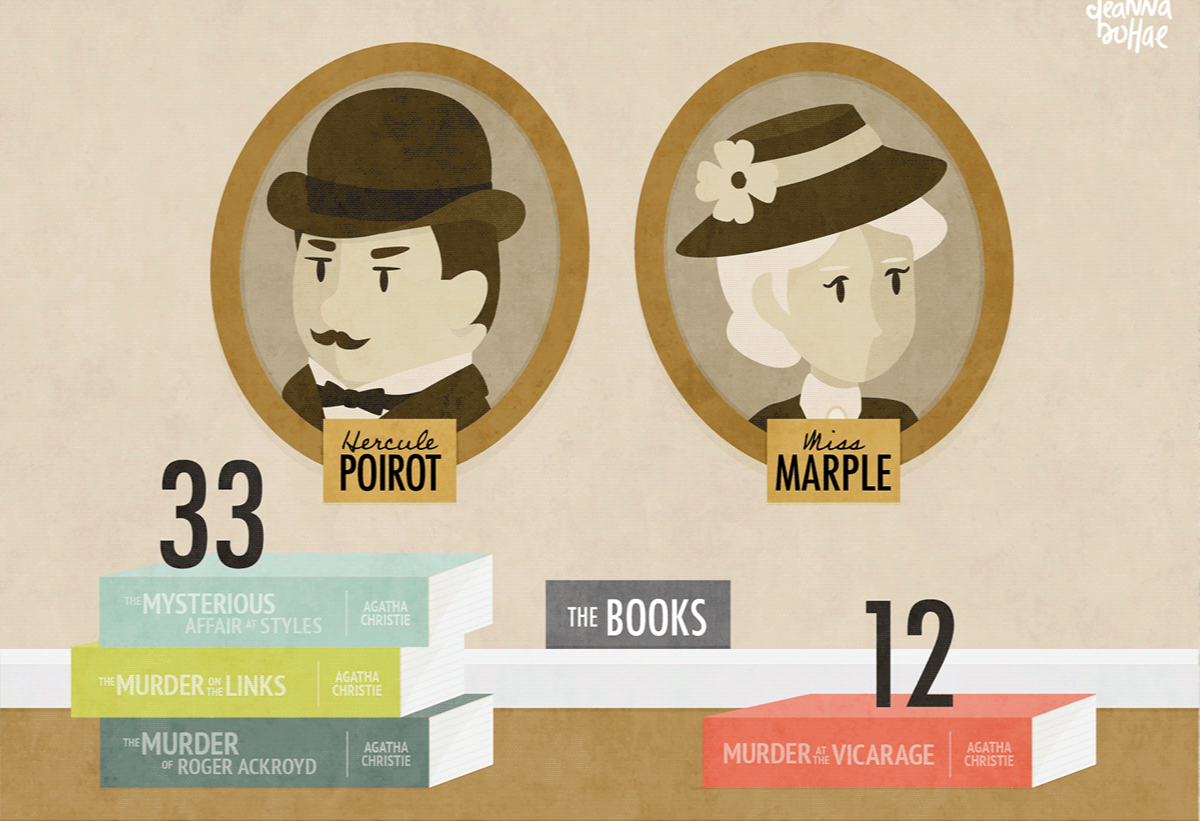 deanna
duHae
Hercule
POIROT
Miss
MARPLE
33
THE MYSTERIOUS
AFFAIR AT STYLES
AGATHA
CHRISTIE
THE MURDER ON THE LINKS
AGATHA
CHRISTIE
THE MURDER
OF ROGER ACKROYD
AGATHA
CHRISTIE
THE BOOKS
12
MURDER AT THE VICARAGE
AGATHA
CHRISTIE